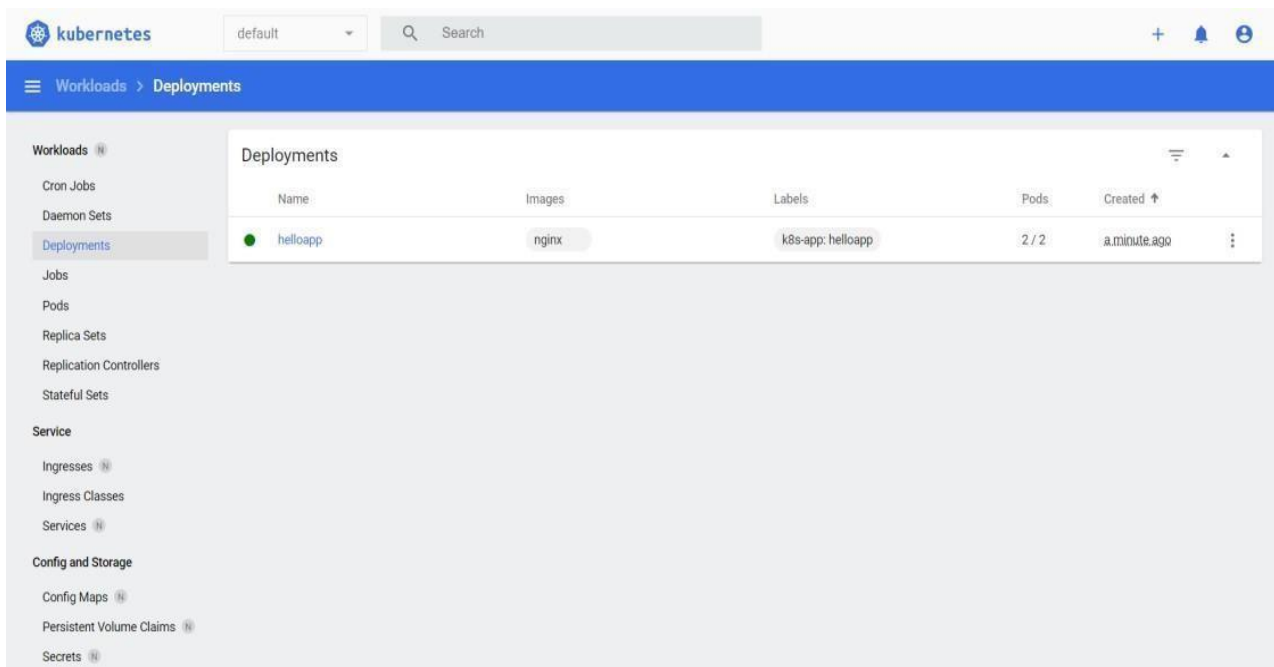 kubernetes
default
Search
Workloads > Deployments
Workloads N
Cron Jobs
Daemon Sets
Deployments
Jobs
Pods
Replica Sets
Replication Controllers
Stateful Sets
Service
Ingresses N
Ingress Classes
Services N
Config and Storage
Config Maps N
Persistent Volume Claims N
Secrets N
Deployments
Name Images Labels Pods Created
helloapp nginx k8s-app: helloapp 2 / 2 a minute ago